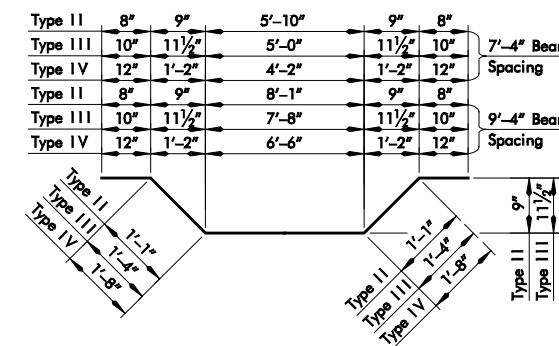 Type II 8" 9" 5'-10" 9" 8"
Type III 10" 11½" 5'-0" 11½" 10" 7'-4" Bea
Type IV 12" 1'-2" 4'-2" 1'-2" 12" Spacing
Type II 8" 9" 8'-1" 9" 8"
Type III 10" 11½" 7'-8" 11½" 10" 9'-4" Bea
Type IV 12" 1'-2" 6'-6" 1'-2" 12" Spacing
Type II 1'-1"
Type III 1'-4"
Type IV 1'-8"
Type II 1'-1"
Type III 1'-4"
Type IV 1'-8"
Type II 9"
Type III 11½"